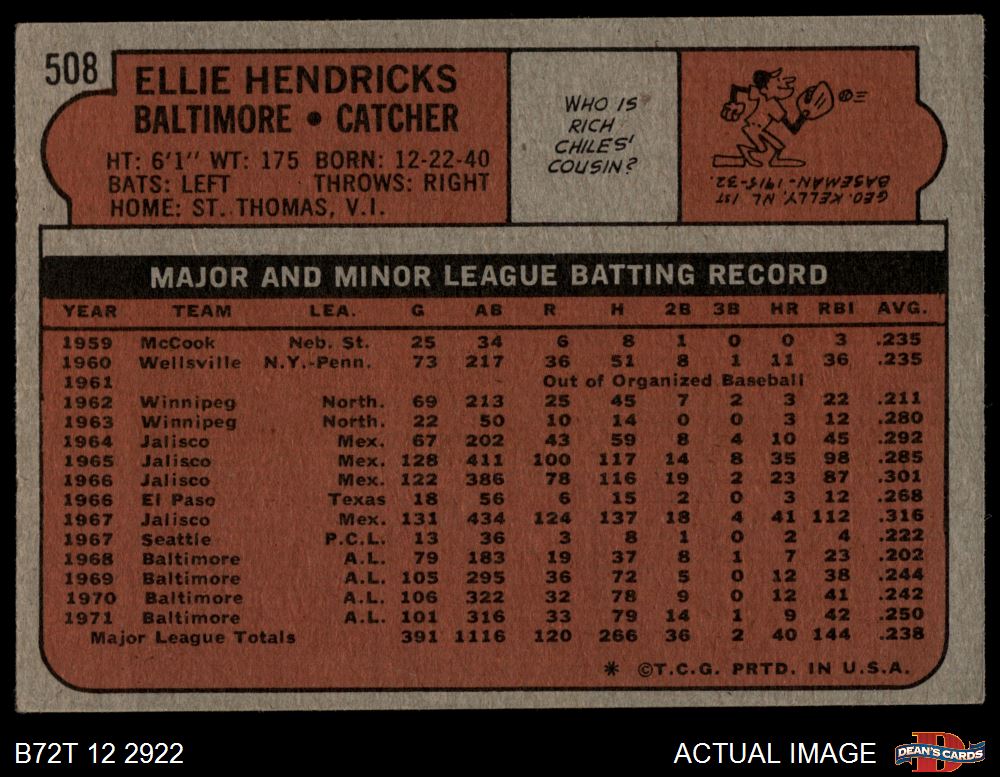 508
ELLIE HENDRICKS
BALTIMORE • CATCHER
HT: 6'1" WT: 175 BORN: 12-22-40
BATS: LEFT THROWS: RIGHT
HOME: ST. THOMAS, V.I.
WHO IS
RICH
CHILES'
COUSIN?
GEO. KELLY, NL 1ST
BASEMAN-1915-32.
MAJOR AND MINOR LEAGUE BATTING RECORD
YEAR TEAM LEA. G AB R H 2B 3B HR RBI AVG.
1959 McCook Neb. St. 25 34 6 8 1 0 0 3 .235
1960 Wellsville N.Y.-Penn. 73 217 36 51 8 1 11 36 .235
1961 Out of Organized Baseball
1962 Winnipeg North. 69 213 25 45 7 2 3 22 .211
1963 Winnipeg North. 22 50 10 14 0 0 3 12 .280
1964 Jalisco Mex. 67 202 43 59 8 4 10 45 .292
1965 Jalisco Mex. 128 411 100 117 14 8 35 98 .285
1966 Jalisco Mex. 122 386 78 116 19 2 23 87 .301
1966 El Paso Texas 18 56 6 15 2 0 3 12 .268
1967 Jalisco Mex. 131 434 124 137 18 4 41 112 .316
1967 Seattle P.C.L. 13 36 3 8 1 0 2 4 .222
1968 Baltimore A.L. 79 183 19 37 8 1 7 23 .202
1969 Baltimore A.L. 105 295 36 72 5 0 12 38 .244
1970 Baltimore A.L. 106 322 32 78 9 0 12 41 .242
1971 Baltimore A.L. 101 316 33 79 14 1 9 42 .250
Major League Totals 391 1116 120 266 36 2 40 144 .238
* ©T.C.G. PRTD. IN U.S.A.
B72T 12 2922
ACTUAL IMAGE
D
DEAN'S CARDS